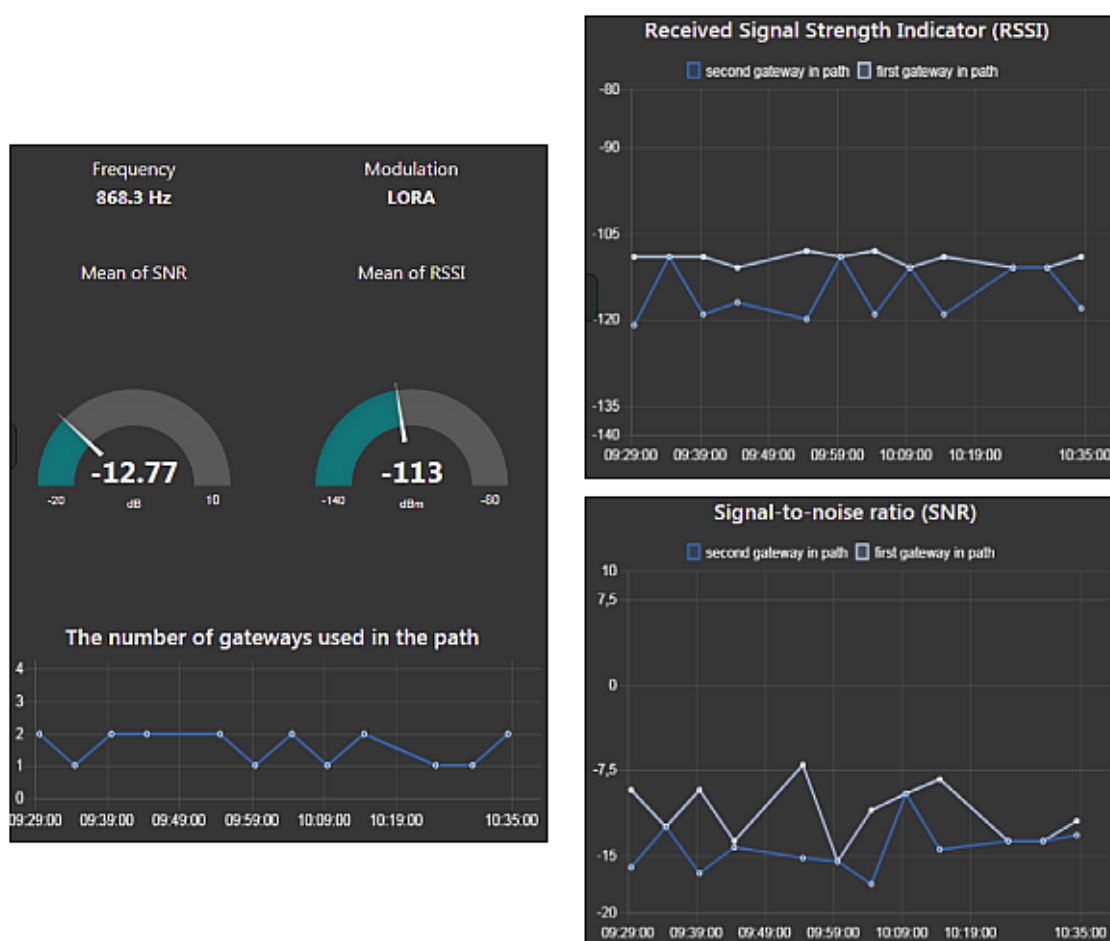 Frequency
868.3 Hz
Modulation
LORA
Mean of SNR
-12.77
-20
dB
10
Mean of RSSI
-113
-140
dBm
-80
The number of gateways used in the path
4
3
2
1
0
09:29:00 09:39:00 09:49:00 09:59:00 10:09:00 10:19:00 10:35:00
Received Signal Strength Indicator (RSSI)
second gateway in path first gateway in path
-80
-90
-105
-120
-135
-140
09:29:00 09:39:00 09:49:00 09:59:00 10:09:00 10:19:00 10:35:00
Signal-to-noise ratio (SNR)
second gateway in path first gateway in path
10
7,5
0
-7,5
-15
-20
09:29:00 09:39:00 09:49:00 09:59:00 10:09:00 10:19:00 10:35:00